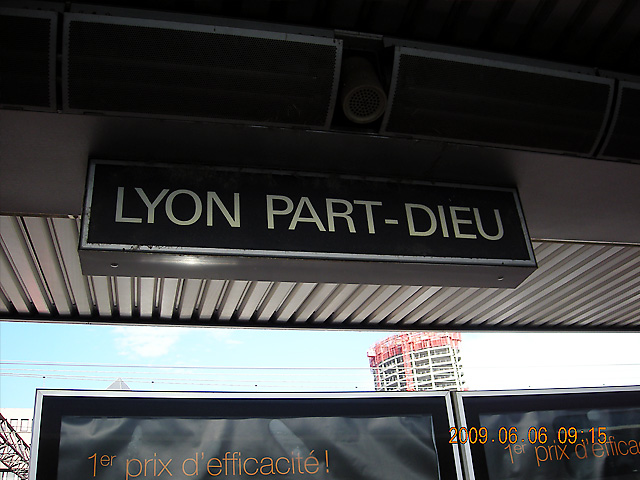 LYON PART-DIEU
1er prix d'efficacité!
1er prix d'effica
2009.06.06 09:15